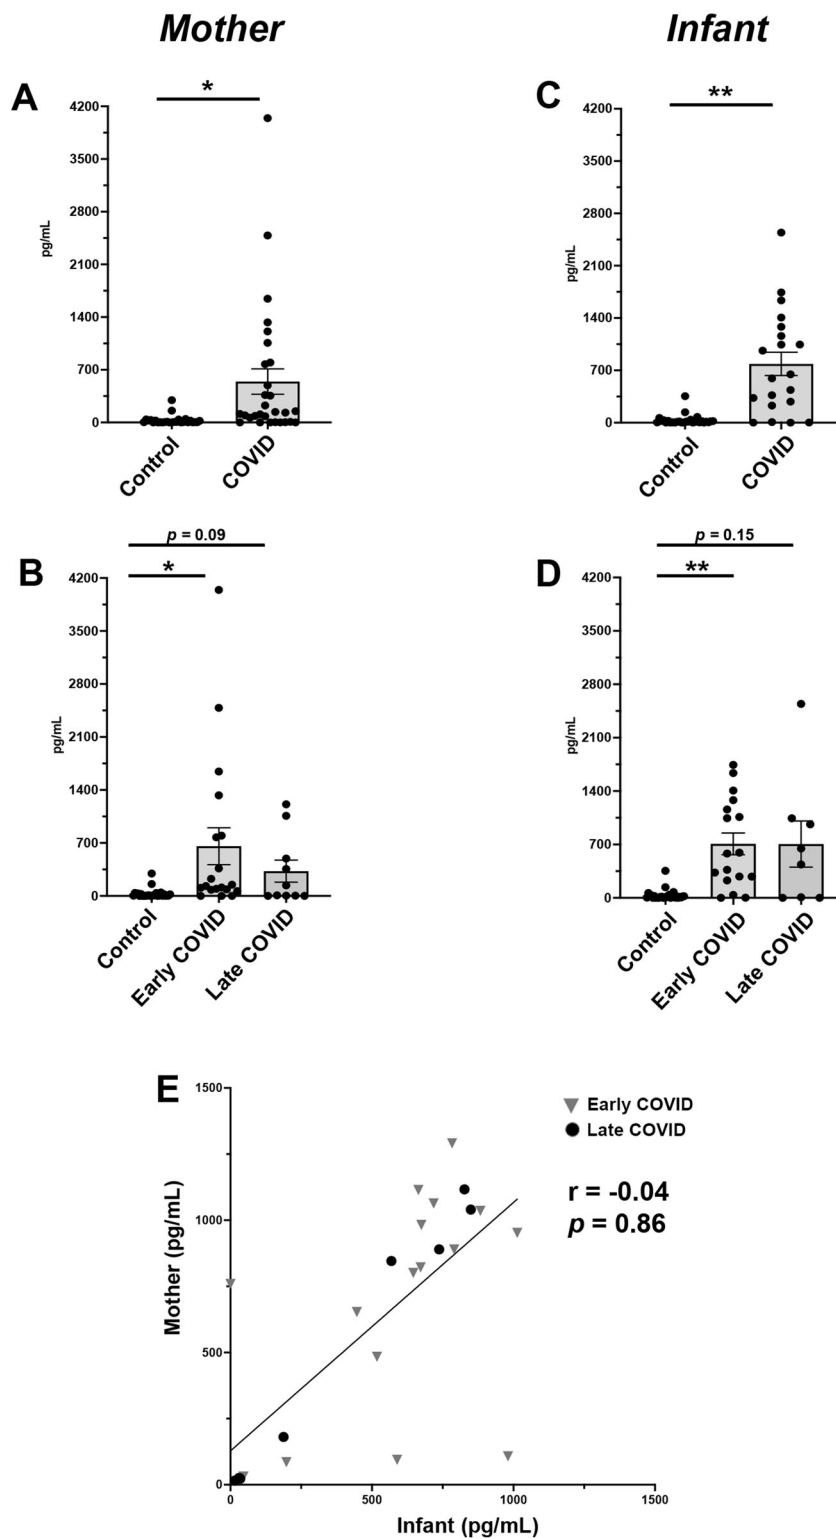 Mother
Infant
A
*
4200
3500
2800
2100
1400
700
0
pg/mL
Control
COVID
C
**
4200
3500
2800
2100
1400
700
0
pg/mL
Control
COVID
B
p = 0.09
*
4200
3500
2800
2100
1400
700
0
pg/mL
Control
Early COVID
Late COVID
D
p = 0.15
**
4200
3500
2800
2100
1400
700
0
pg/mL
Control
Early COVID
Late COVID
E
1500
1000
500
0
Mother (pg/mL)
0
500
1000
1500
Infant (pg/mL)
Early COVID
Late COVID
r = -0.04
p = 0.86